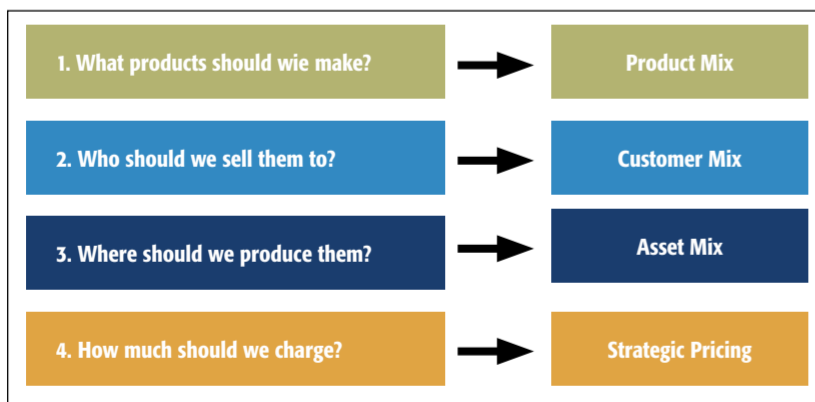 1. What products should wie make?
Product Mix
2. Who should we sell them to?
Customer Mix
3. Where should we produce them?
Asset Mix
4. How much should we charge?
Strategic Pricing